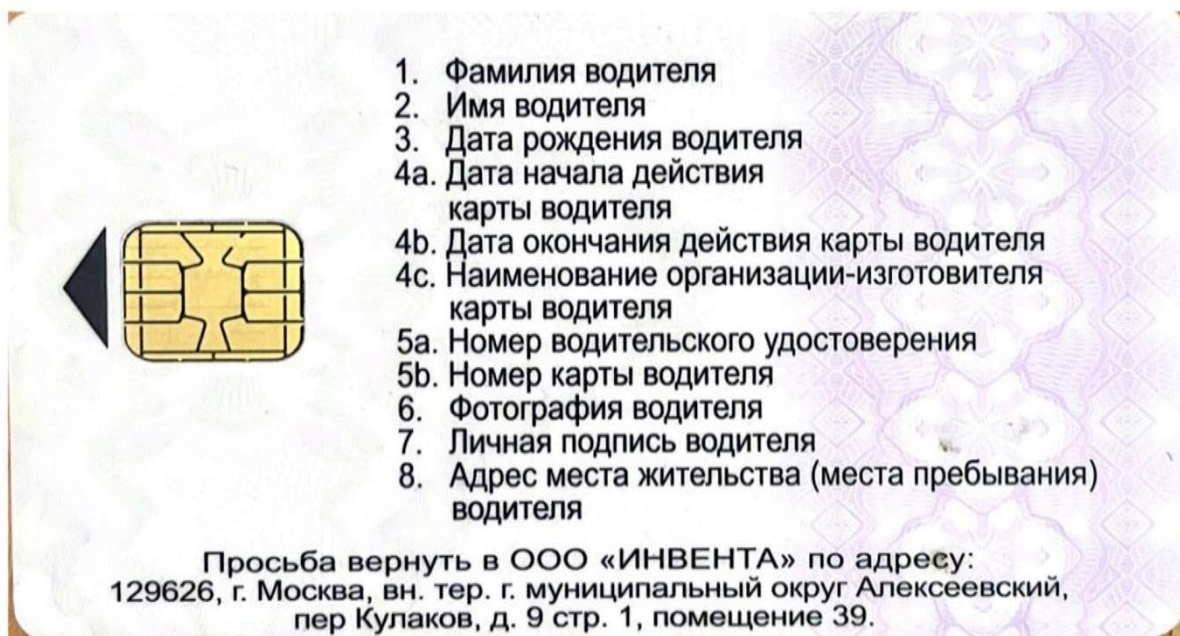 1. Фамилия водителя
2. Имя водителя
3. Дата рождения водителя
4a. Дата начала действия
карты водителя
4b. Дата окончания действия карты водителя
4c. Наименование организации-изготовителя
карты водителя
5a. Номер водительского удостоверения
5b. Номер карты водителя
6. Фотография водителя
7. Личная подпись водителя
8. Адрес места жительства (места пребывания)
водителя
Просьба вернуть в ООО «ИНВЕНТА» по адресу:
129626, г. Москва, вн. тер. г. муниципальный округ Алексеевский,
пер Кулаков, д. 9 стр. 1, помещение 39.